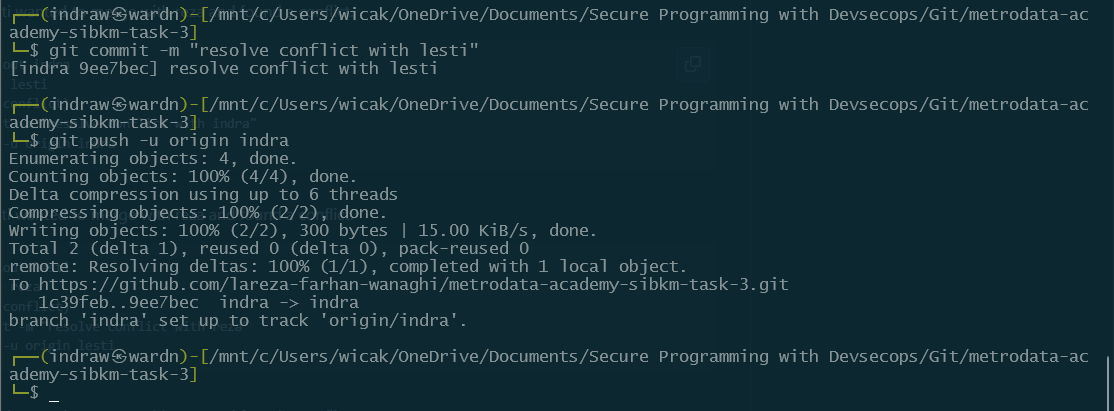 ┌──(indraw㉿wardn)-[/mnt/c/Users/wicak/OneDrive/Documents/Secure Programming with Devsecops/Git/metrodata-ac
ademy-sibkm-task-3]
└─$ git commit -m "resolve conflict with lesti"
[indra 9ee7bec] resolve conflict with lesti
┌──(indraw㉿wardn)-[/mnt/c/Users/wicak/OneDrive/Documents/Secure Programming with Devsecops/Git/metrodata-ac
ademy-sibkm-task-3]
└─$ git push -u origin indra
Enumerating objects: 4, done.
Counting objects: 100% (4/4), done.
Delta compression using up to 6 threads
Compressing objects: 100% (2/2), done.
Writing objects: 100% (2/2), 300 bytes | 15.00 KiB/s, done.
Total 2 (delta 1), reused 0 (delta 0), pack-reused 0
remote: Resolving deltas: 100% (1/1), completed with 1 local object.
To https://github.com/lareza-farhan-wanaghi/metrodata-academy-sibkm-task-3.git
   1c39feb..9ee7bec  indra -> indra
branch 'indra' set up to track 'origin/indra'.
┌──(indraw㉿wardn)-[/mnt/c/Users/wicak/OneDrive/Documents/Secure Programming with Devsecops/Git/metrodata-ac
ademy-sibkm-task-3]
└─$ _